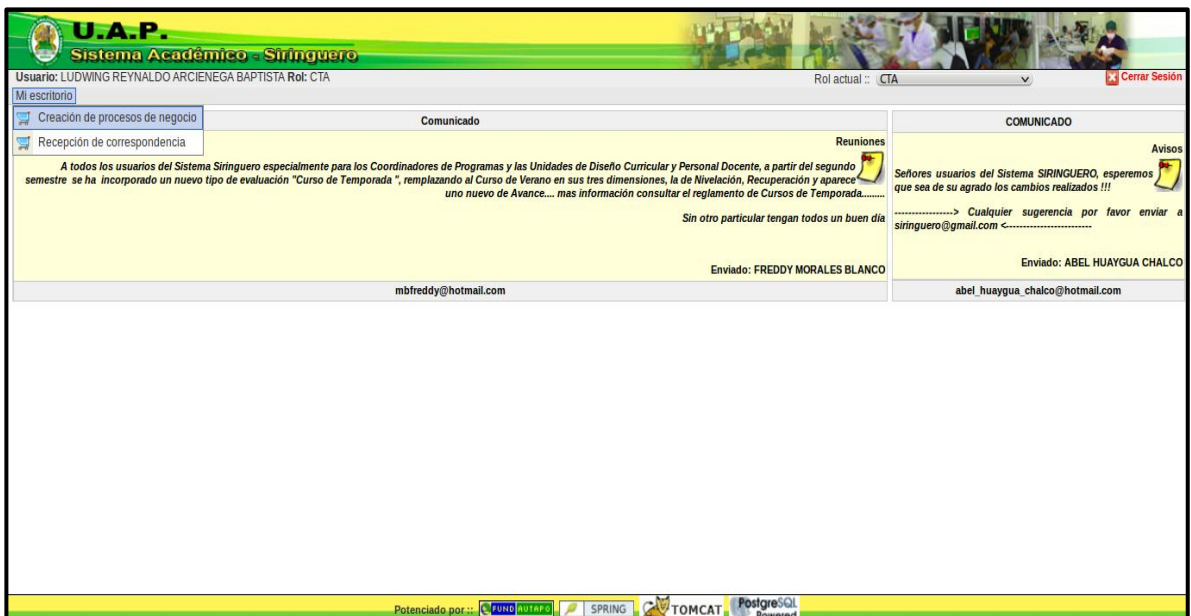 U.A.P.
Sistema Académico - Siringuero
Usuario: LUDWING REYNALDO ARCIENEGA BAPTISTA Rol: CTA
Rol actual :: CTA
Cerrar Sesión
Mi escritorio
Creación de procesos de negocio
Recepción de correspondencia
Comunicado
Reuniones
A todos los usuarios del Sistema Siringuero especialmente para los Coordinadores de Programas y las Unidades de Diseño Curricular y Personal Docente, a partir del segundo
semestre se ha incorporado un nuevo tipo de evaluación "Curso de Temporada ", remplazando al Curso de Verano en sus tres dimensiones, la de Nivelación, Recuperación y aparece
uno nuevo de Avance.... mas información consultar el reglamento de Cursos de Temporada.........
Sin otro particular tengan todos un buen día
Enviado: FREDDY MORALES BLANCO
mbfreddy@hotmail.com
COMUNICADO
Avisos
Señores usuarios del Sistema SIRINGUERO, esperemos
que sea de su agrado los cambios realizados !!!
-----------------> Cualquier sugerencia por favor enviar a
siringuero@gmail.com <-------------------------
Enviado: ABEL HUAYGUA CHALCO
abel_huaygua_chalco@hotmail.com
Potenciado por :: FUND AUTAPO SPRING TOMCAT PostgreSQL
Powered